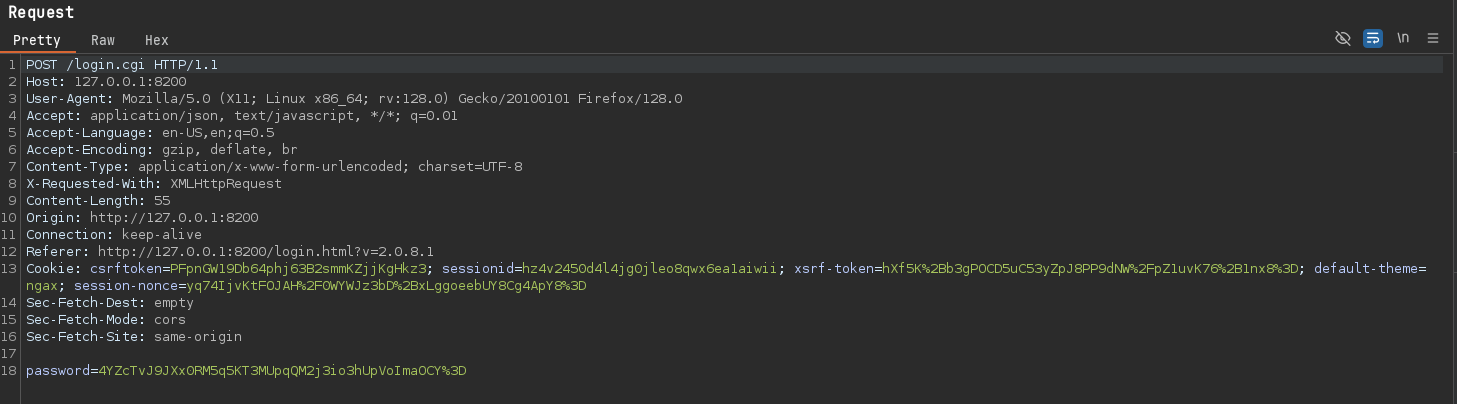 Request
Pretty Raw Hex
\n
1 POST /login.cgi HTTP/1.1
2 Host: 127.0.0.1:8200
3 User-Agent: Mozilla/5.0 (X11; Linux x86_64; rv:128.0) Gecko/20100101 Firefox/128.0
4 Accept: application/json, text/javascript, */*; q=0.01
5 Accept-Language: en-US,en;q=0.5
6 Accept-Encoding: gzip, deflate, br
7 Content-Type: application/x-www-form-urlencoded; charset=UTF-8
8 X-Requested-With: XMLHttpRequest
9 Content-Length: 55
10 Origin: http://127.0.0.1:8200
11 Connection: keep-alive
12 Referer: http://127.0.0.1:8200/login.html?v=2.0.8.1
13 Cookie: csrftoken=PFpnGW19Db64phj63B2smmKZjjKgHkz3; sessionid=hz4v2450d4l4jg0jleo8qwx6ea1aiwii; xsrf-token=hXf5K%2Bb3gPOCD5uC53yZpJ8PP9dNW%2FpZ1uvK76%2B1nx8%3D; default-theme=
ngax; session-nonce=yq74IjvKtFOJAH%2F0WYWJz3bD%2BxLggoeebUY8Cg4ApY8%3D
14 Sec-Fetch-Dest: empty
15 Sec-Fetch-Mode: cors
16 Sec-Fetch-Site: same-origin
17
18 password=4YZcTvJ9JXxORM5q5KT3MUpqQM2j3io3hUpVoImaOCY%3D